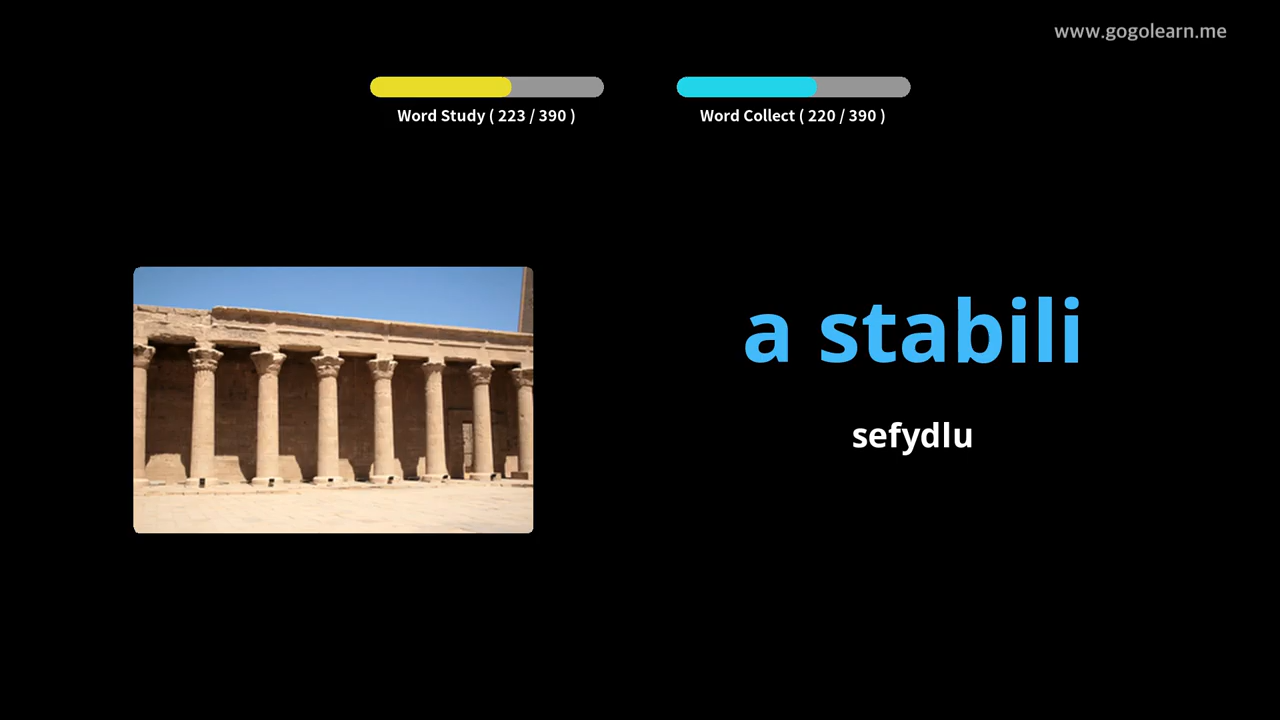 www.gogolearn.me
Word Study ( 223 / 390 )
Word Collect ( 220 / 390 )
a stabili
sefydlu